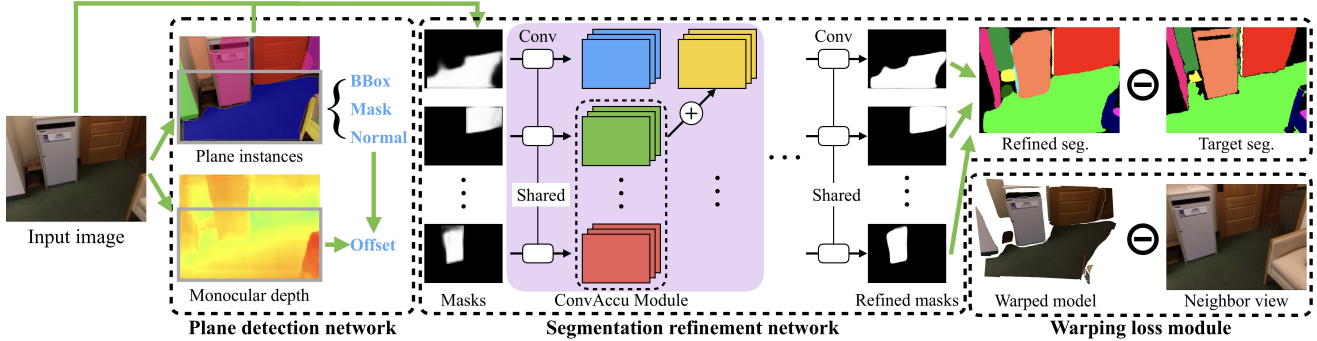 Input image
BBox
Mask
Normal
Plane instances
Offset
Monocular depth
Plane detection network
Conv
Shared
Masks
ConvAccu Module
Conv
Shared
Refined masks
Segmentation refinement network
Refined seg.
Target seg.
Warped model
Neighbor view
Warping loss module